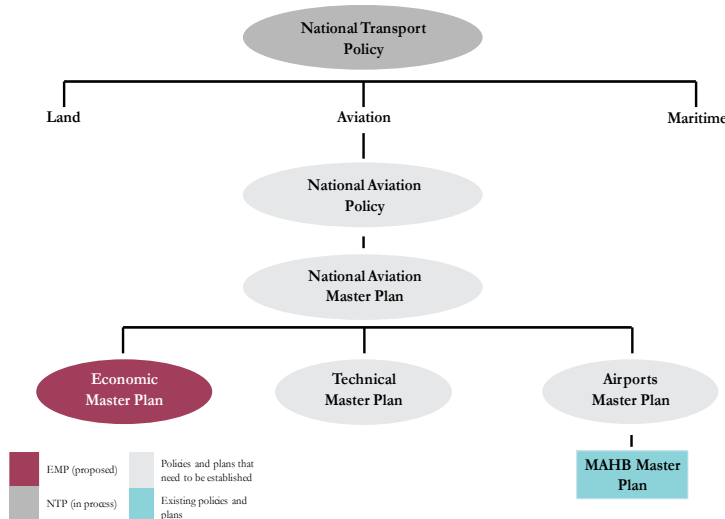 National Transport
Policy
Land
Aviation
Maritime
National Aviation
Policy
National Aviation
Master Plan
Economic
Master Plan
Technical
Master Plan
Airports
Master Plan
MAHB Master
Plan
EMP (proposed)
NTP (in process)
Policies and plans that
need to be established
Existing policies and
plans